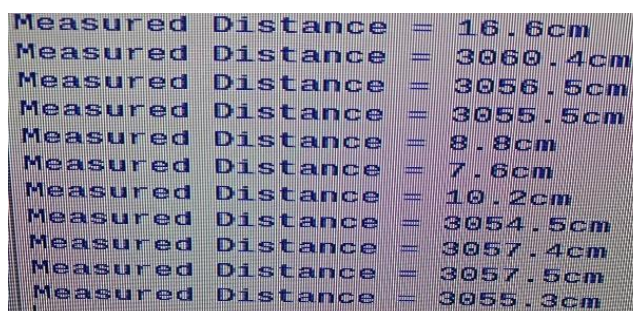 Measured Distance = 16.6cm
Measured Distance = 3060.4cm
Measured Distance = 3056.5cm
Measured Distance = 3055.5cm
Measured Distance = 8.8cm
Measured Distance = 7.6cm
Measured Distance = 10.2cm
Measured Distance = 3054.5cm
Measured Distance = 3057.4cm
Measured Distance = 3057.5cm
Measured Distance = 3055.3cm